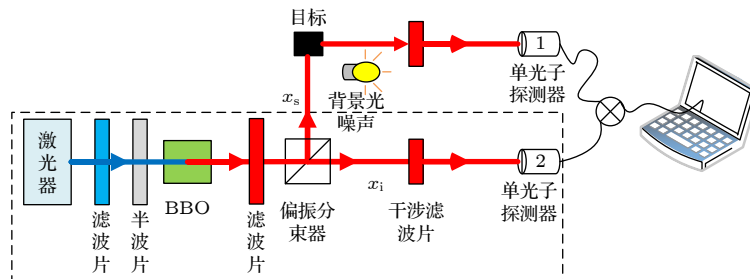 目标
1
单光子
探测器
背景光
噪声
xs
激
光
器
滤
波
片
半
波
片
BBO
滤
波
片
偏振分
束器
xi
干涉滤
波片
2
单光子
探测器